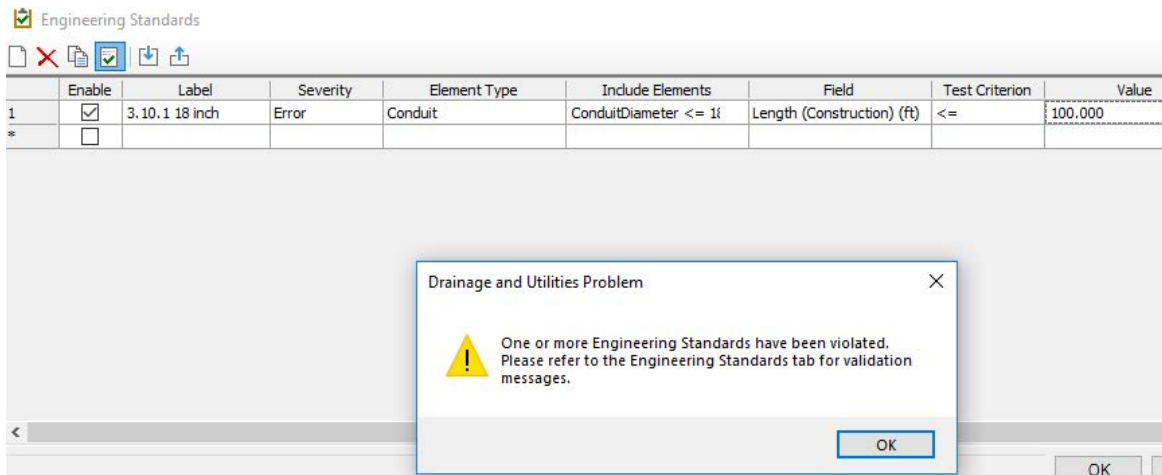 Engineering Standards
Enable Label Severity Element Type Include Elements Field Test Criterion Value
1 3.10.1 18 inch Error Conduit ConduitDiameter <= 18 Length (Construction) (ft) <= 100.000
*
Drainage and Utilities Problem
One or more Engineering Standards have been violated.
Please refer to the Engineering Standards tab for validation
messages.
OK
OK